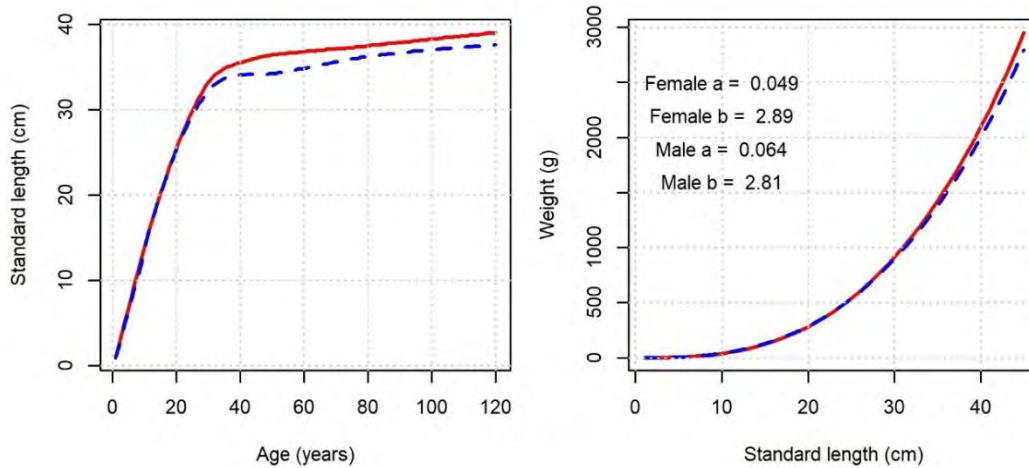 40
30
20
10
0
Standard length (cm)
0 20 40 60 80 100 120
Age (years)
3000
2000
1000
500
0
Weight (g)
Female a = 0.049
Female b = 2.89
Male a = 0.064
Male b = 2.81
0 10 20 30 40
Standard length (cm)